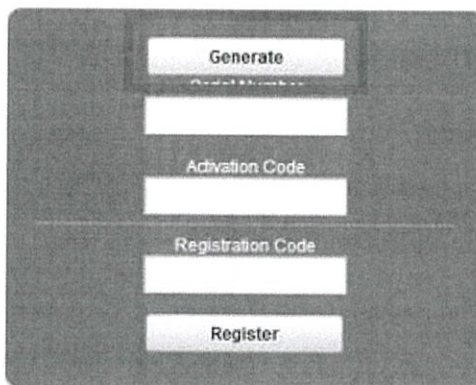 Generate
Activation Code
Registration Code
Register